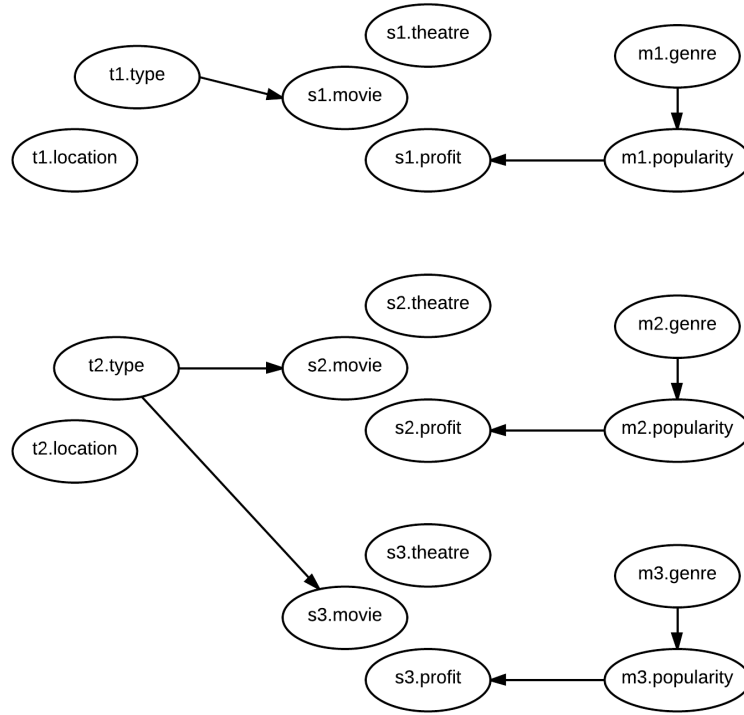 s1.theatre
m1.genre
t1.type
s1.movie
t1.location
s1.profit
m1.popularity
s2.theatre
m2.genre
t2.type
s2.movie
s2.profit
m2.popularity
t2.location
s3.theatre
m3.genre
s3.movie
s3.profit
m3.popularity